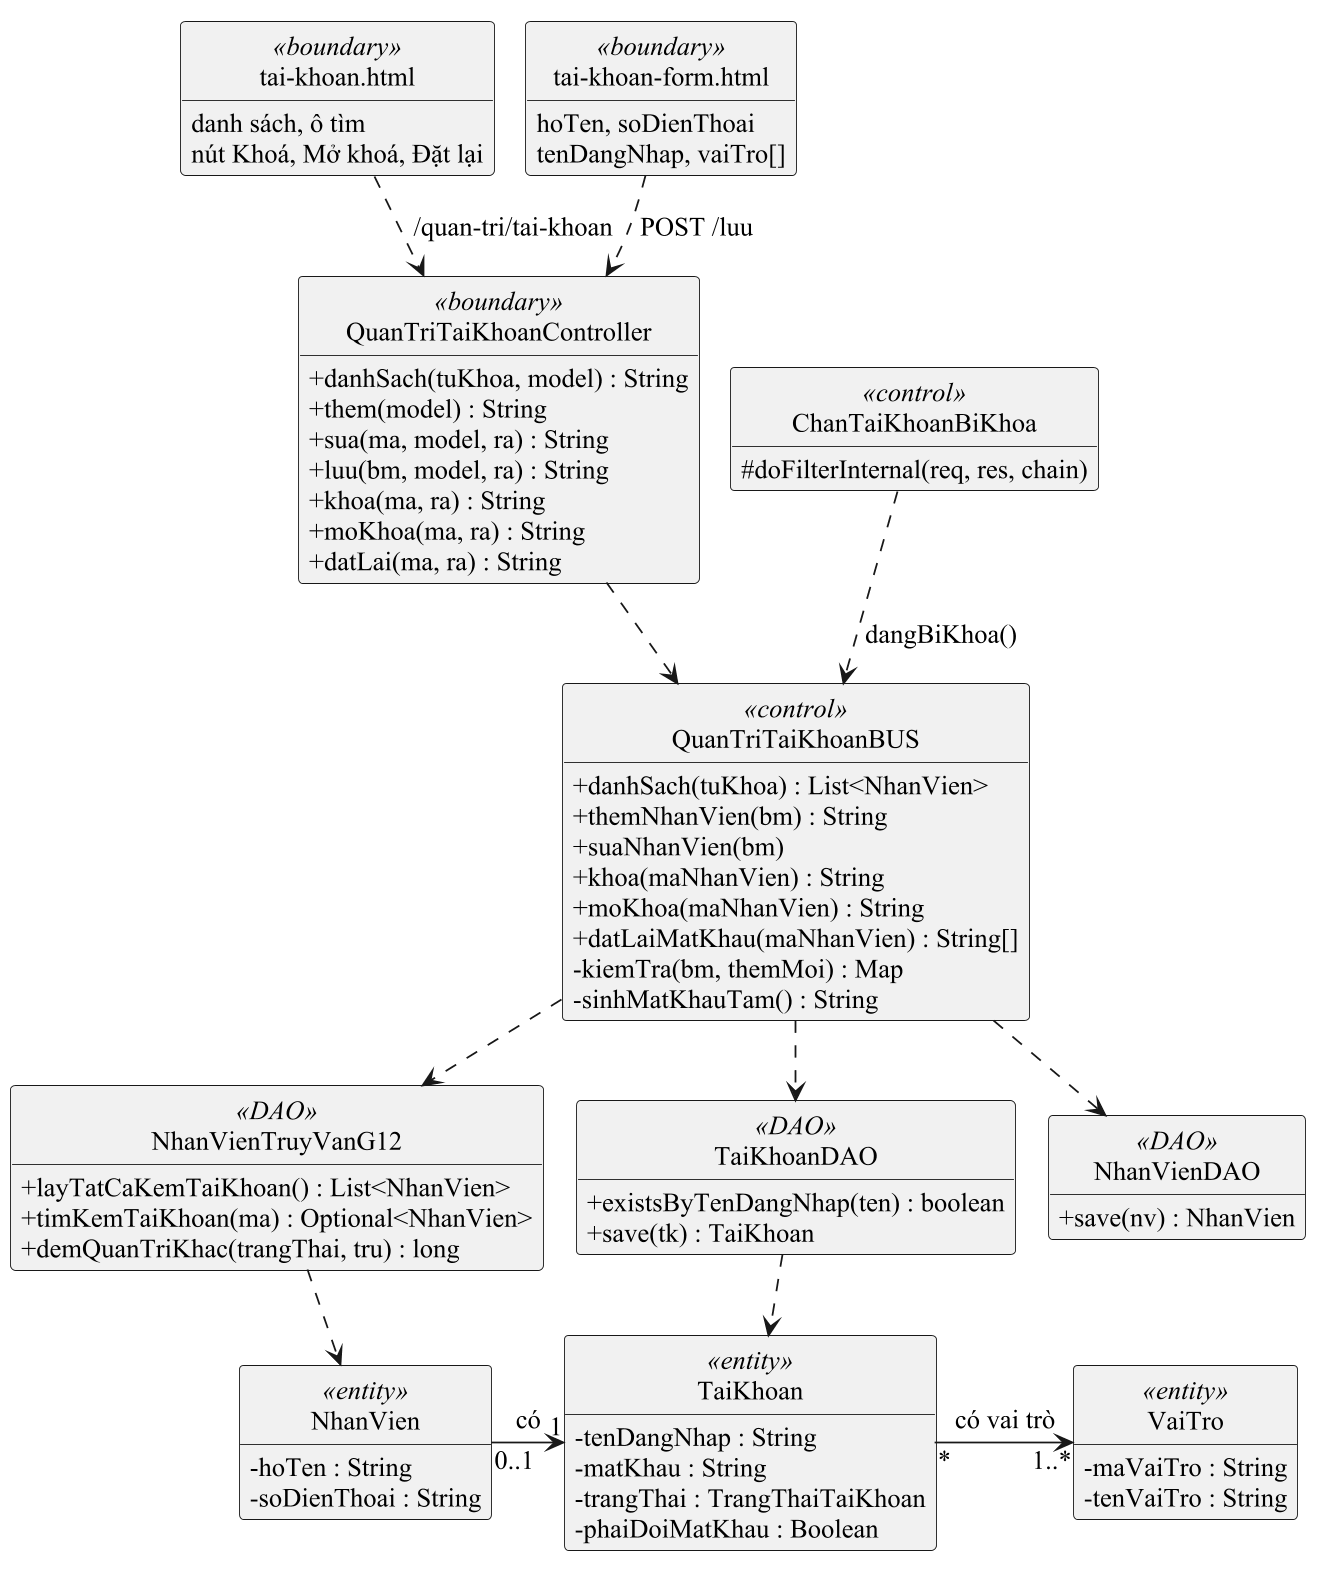 «boundary»
tai-khoan.html
danh sách, ô tìm
nút Khoá, Mở khoá, Đặt lại
«boundary»
tai-khoan-form.html
hoTen, soDienThoai
tenDangNhap, vaiTro[]
/quan-tri/tai-khoan
POST /luu
«boundary»
QuanTriTaiKhoanController
+danhSach(tuKhoa, model) : String
+them(model) : String
+sua(ma, model, ra) : String
+luu(bm, model, ra) : String
+khoa(ma, ra) : String
+moKhoa(ma, ra) : String
+datLai(ma, ra) : String
«control»
ChanTaiKhoanBiKhoa
#doFilterInternal(req, res, chain)
dangBiKhoa()
«control»
QuanTriTaiKhoanBUS
+danhSach(tuKhoa) : List<NhanVien>
+themNhanVien(bm) : String
+suaNhanVien(bm)
+khoa(maNhanVien) : String
+moKhoa(maNhanVien) : String
+datLaiMatKhau(maNhanVien) : String[]
-kiemTra(bm, themMoi) : Map
-sinhMatKhauTam() : String
«DAO»
NhanVienTruyVanG12
+layTatCaKemTaiKhoan() : List<NhanVien>
+timKemTaiKhoan(ma) : Optional<NhanVien>
+demQuanTriKhac(trangThai, tru) : long
«DAO»
TaiKhoanDAO
+existsByTenDangNhap(ten) : boolean
+save(tk) : TaiKhoan
«DAO»
NhanVienDAO
+save(nv) : NhanVien
«entity»
NhanVien
-hoTen : String
-soDienThoai : String
có
1
0..1
«entity»
TaiKhoan
-tenDangNhap : String
-matKhau : String
-trangThai : TrangThaiTaiKhoan
-phaiDoiMatKhau : Boolean
có vai trò
*
1..*
«entity»
VaiTro
-maVaiTro : String
-tenVaiTro : String